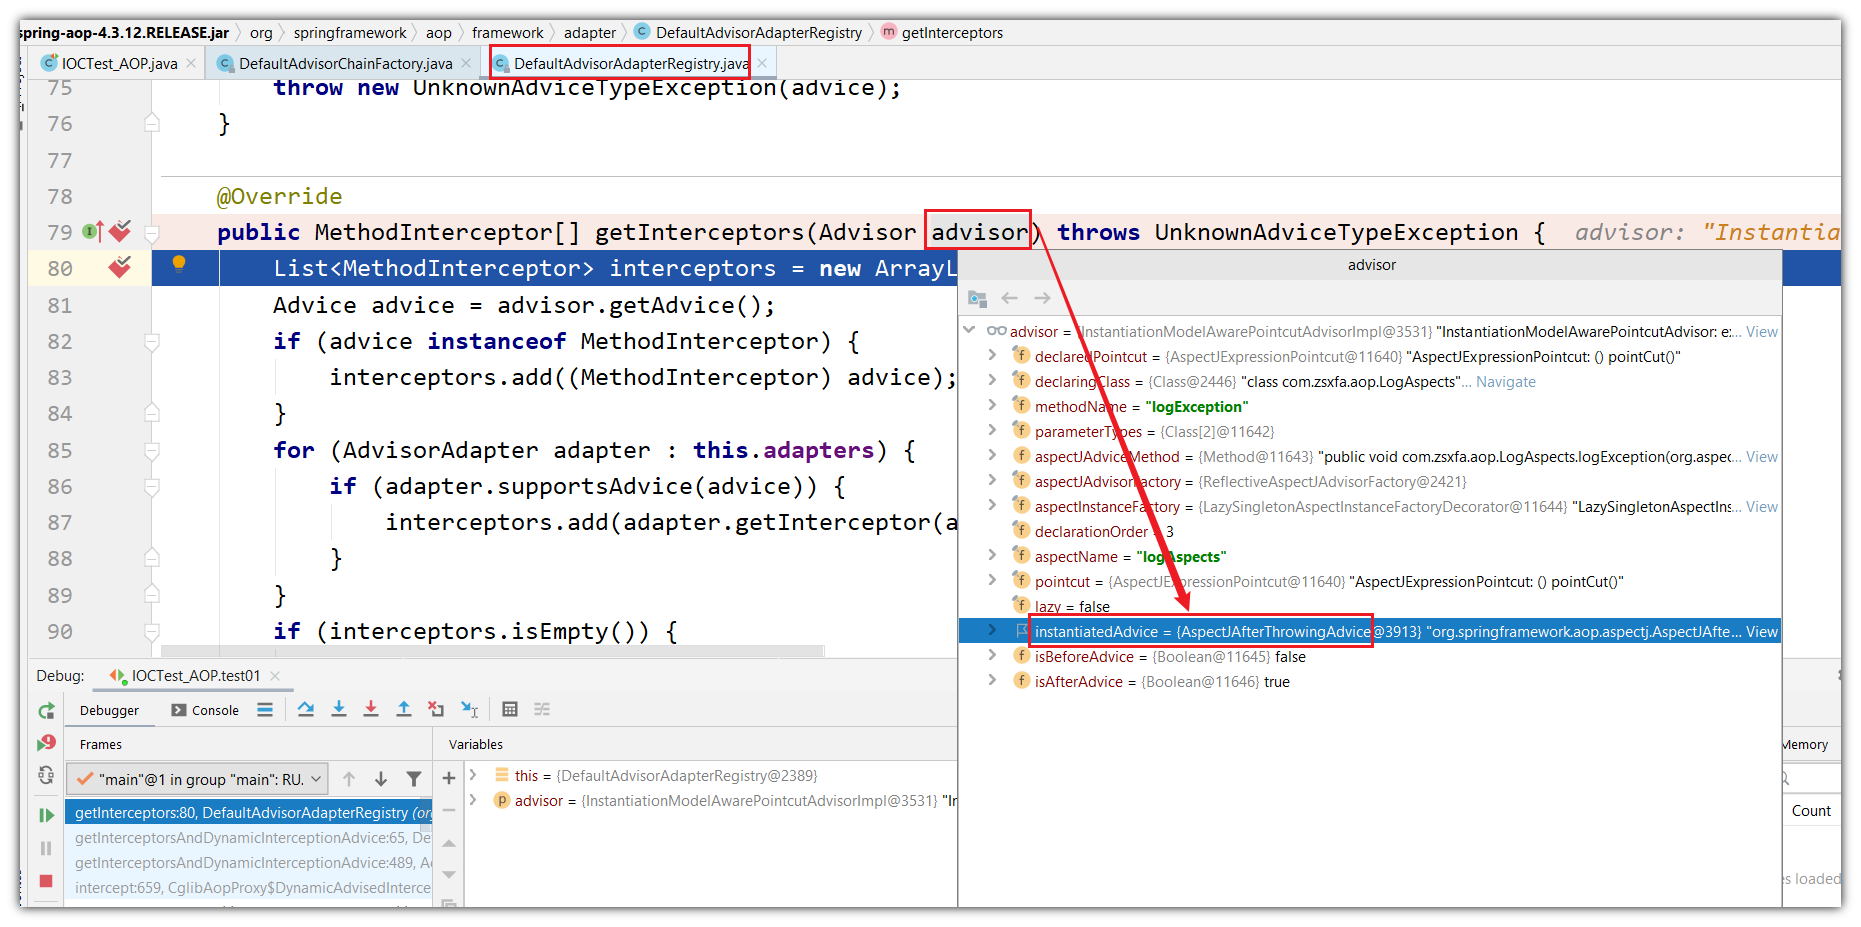 spring-aop-4.3.12.RELEASE.jar org springframework aop framework adapter C DefaultAdvisorAdapterRegistry m getInterceptors
C IOCTest_AOP.java C DefaultAdvisorChainFactory.java C DefaultAdvisorAdapterRegistry.java
75 throw new UnknownAdviceTypeException(advice);
76 }
77
78 @Override
79 public MethodInterceptor[] getInterceptors(Advisor advisor) throws UnknownAdviceTypeException { advisor: "Instantia
80 List<MethodInterceptor> interceptors = new ArrayL
81 Advice advice = advisor.getAdvice();
82 if (advice instanceof MethodInterceptor) {
83 interceptors.add((MethodInterceptor) advice);
84 }
85 for (AdvisorAdapter adapter : this.adapters) {
86 if (adapter.supportsAdvice(advice)) {
87 interceptors.add(adapter.getInterceptor(a
88 }
89 }
90 if (interceptors.isEmpty()) {
advisor
advisor = {InstantiationModelAwarePointcutAdvisorImpl@3531} "InstantiationModelAwarePointcutAdvisor: e... View
f declaredPointcut = {AspectJExpressionPointcut@11640} "AspectJExpressionPointcut: () pointCut()"
f declaringClass = {Class@2446} "class com.zsxfa.aop.LogAspects"... Navigate
f methodName = "logException"
f parameterTypes = {Class[2]@11642}
f aspectJAdviceMethod = {Method@11643} "public void com.zsxfa.aop.LogAspects.logException(org.aspec... View
f aspectJAdvisorFactory = {ReflectiveAspectJAdvisorFactory@2421}
f aspectInstanceFactory = {LazySingletonAspectInstanceFactoryDecorator@11644} "LazySingletonAspectIns... View
f declarationOrder = 3
f aspectName = "logAspects"
f pointcut = {AspectJExpressionPointcut@11640} "AspectJExpressionPointcut: () pointCut()"
f lazy = false
instantiatedAdvice = {AspectJAfterThrowingAdvice@3913} "org.springframework.aop.aspectj.AspectJAfte... View
f isBeforeAdvice = {Boolean@11645} false
f isAfterAdvice = {Boolean@11646} true
Debug: IOCTest_AOP.test01
Debugger Console
Frames
Variables
Memory
"main"@1 in group "main": RU...
this = {DefaultAdvisorAdapterRegistry@2389}
p advisor = {InstantiationModelAwarePointcutAdvisorImpl@3531} "In
getInterceptors:80, DefaultAdvisorAdapterRegistry (org
getInterceptorsAndDynamicInterceptionAdvice:65, De
getInterceptorsAndDynamicInterceptionAdvice:489, A
intercept:659, CglibAopProxy$DynamicAdvisedInterce
Count
es loaded